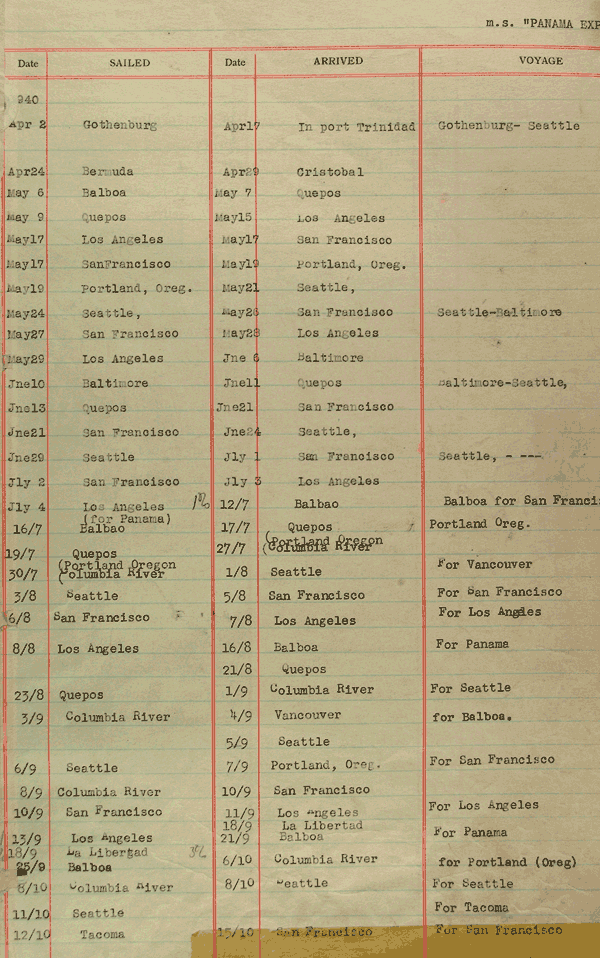 m.s. "PANAMA EXP
Date SAILED Date ARRIVED VOYAGE
940
Apr 2 Gothenburg Apr17 In port Trinidad Gothenburg- Seattle
Apr24 Bermuda Apr29 Cristobal
May 6 Balboa May 7 Quepos
May 9 Quepos May15 Los Angeles
May17 Los Angeles May17 San Francisco
May17 SanFrancisco May19 Portland, Oreg.
May19 Portland, Oreg. May21 Seattle,
May24 Seattle, May26 San Francisco Seattle-Baltimore
May27 San Francisco May28 Los Angeles
May29 Los Angeles Jne 6 Baltimore
Jne10 Baltimore Jne11 Quepos Baltimore-Seattle,
Jne13 Quepos Jne21 San Francisco
Jne21 San Francisco Jne24 Seattle,
Jne29 Seattle Jly 1 San Francisco Seattle, - ---
Jly 2 San Francisco Jly 3 Los Angeles
Jly 4 Los Angeles 12/7 Balbao Balboa for San Franci
(for Panama)
16/7 Balbao 17/7 Quepos Portland Oreg.
19/7 Quepos 27/7 (Portland Oregon
(Columbia River
30/7 (Portland Oregon 1/8 Seattle For Vancouver
(Columbia River
3/8 Seattle 5/8 San Francisco For San Francisco
6/8 San Francisco 7/8 Los Angeles For Los Angles
8/8 Los Angeles 16/8 Balboa For Panama
21/8 Quepos
23/8 Quepos 1/9 Columbia River For Seattle
3/9 Columbia River 4/9 Vancouver for Balboa.
5/9 Seattle
6/9 Seattle 7/9 Portland, Oreg. For San Francisco
8/9 Columbia River 10/9 San Francisco
10/9 San Francisco 11/9 Los Angeles For Los Angeles
18/9 La Libertad
13/9 Los Angeles 21/9 Balboa For Panama
18/9 La Libertad
25/9 Balboa 6/10 Columbia River for Portland (Oreg)
8/10 Columbia River 8/10 Seattle For Seattle
11/10 Seattle For Tacoma
12/10 Tacoma 15/10 San Francisco For San Francisco